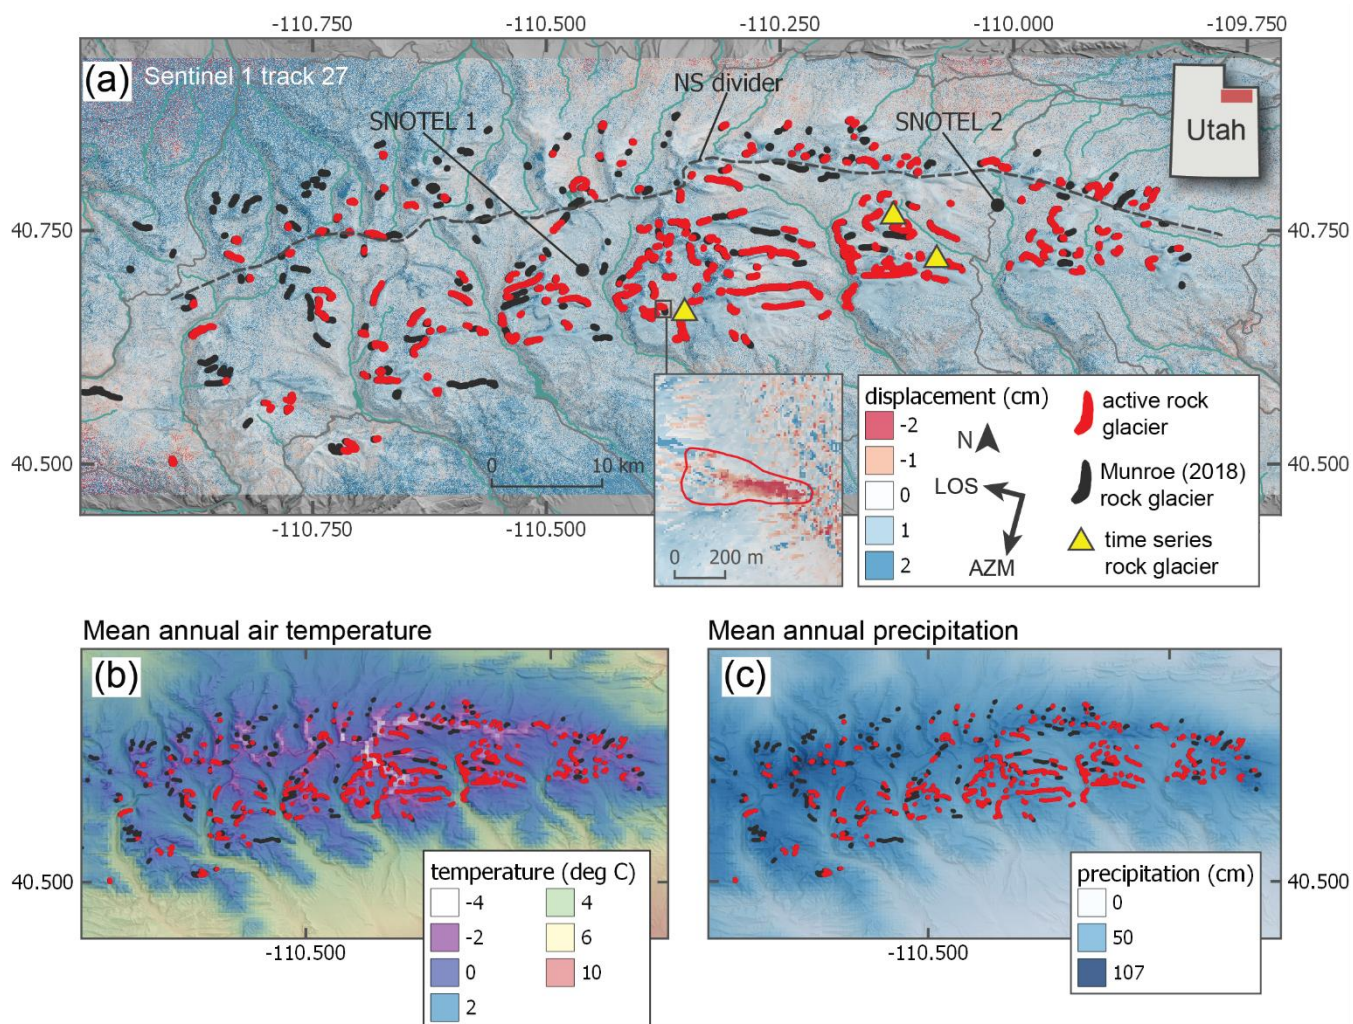 -110.750
-110.500
-110.250
-110.000
-109.750
(a) Sentinel 1 track 27
NS divider
SNOTEL 1
SNOTEL 2
Utah
40.750
40.750
40.500
40.500
0 10 km
-110.750
-110.500
0 200 m
displacement (cm)
-2
-1
0
1
2
N
LOS
AZM
active rock
glacier
Munroe (2018)
rock glacier
time series
rock glacier
Mean annual air temperature
(b)
40.500
-110.500
temperature (deg C)
-4
-2
0
2
4
6
10
Mean annual precipitation
(c)
40.500
-110.500
precipitation (cm)
0
50
107